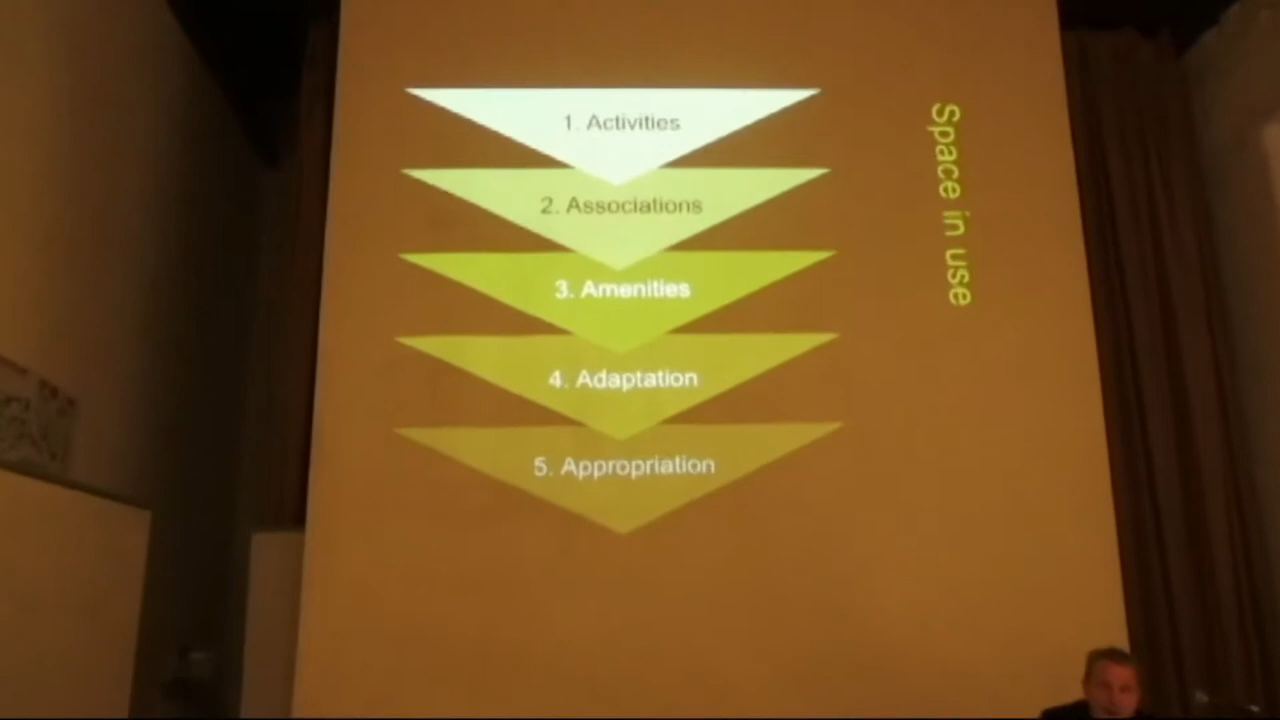 1. Activities
2. Associations
3. Amenities
4. Adaptation
5. Appropriation
Space in use